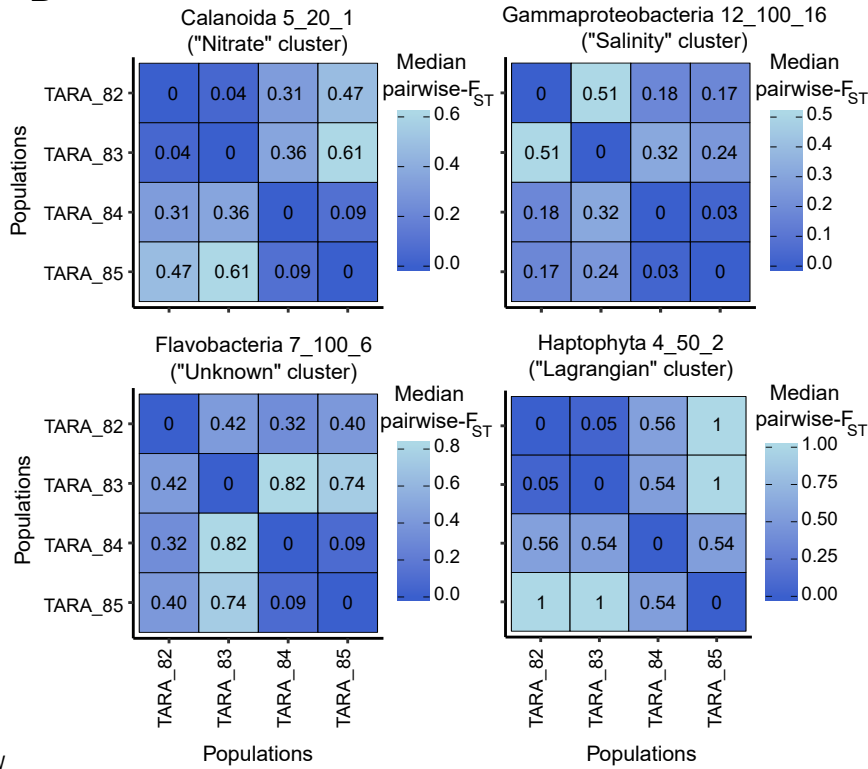 Calanoida 5_20_1
("Nitrate" cluster)
Median
pairwise-FST
Populations
TARA_82 0 0.04 0.31 0.47
TARA_83 0.04 0 0.36 0.61
TARA_84 0.31 0.36 0 0.09
TARA_85 0.47 0.61 0.09 0
0.6
0.4
0.2
0.0
Gammaproteobacteria 12_100_16
("Salinity" cluster)
Median
pairwise-FST
0 0.51 0.18 0.17
0.51 0 0.32 0.24
0.18 0.32 0 0.03
0.17 0.24 0.03 0
0.5
0.4
0.3
0.2
0.1
0.0
Flavobacteria 7_100_6
("Unknown" cluster)
Median
pairwise-FST
Populations
TARA_82 0 0.42 0.32 0.40
TARA_83 0.42 0 0.82 0.74
TARA_84 0.32 0.82 0 0.09
TARA_85 0.40 0.74 0.09 0
0.8
0.6
0.4
0.2
0.0
TARA_82 TARA_83 TARA_84 TARA_85
Populations
Haptophyta 4_50_2
("Lagrangian" cluster)
Median
pairwise-FST
0 0.05 0.56 1
0.05 0 0.54 1
0.56 0.54 0 0.54
1 1 0.54 0
1.00
0.75
0.50
0.25
0.00
TARA_82 TARA_83 TARA_84 TARA_85
Populations